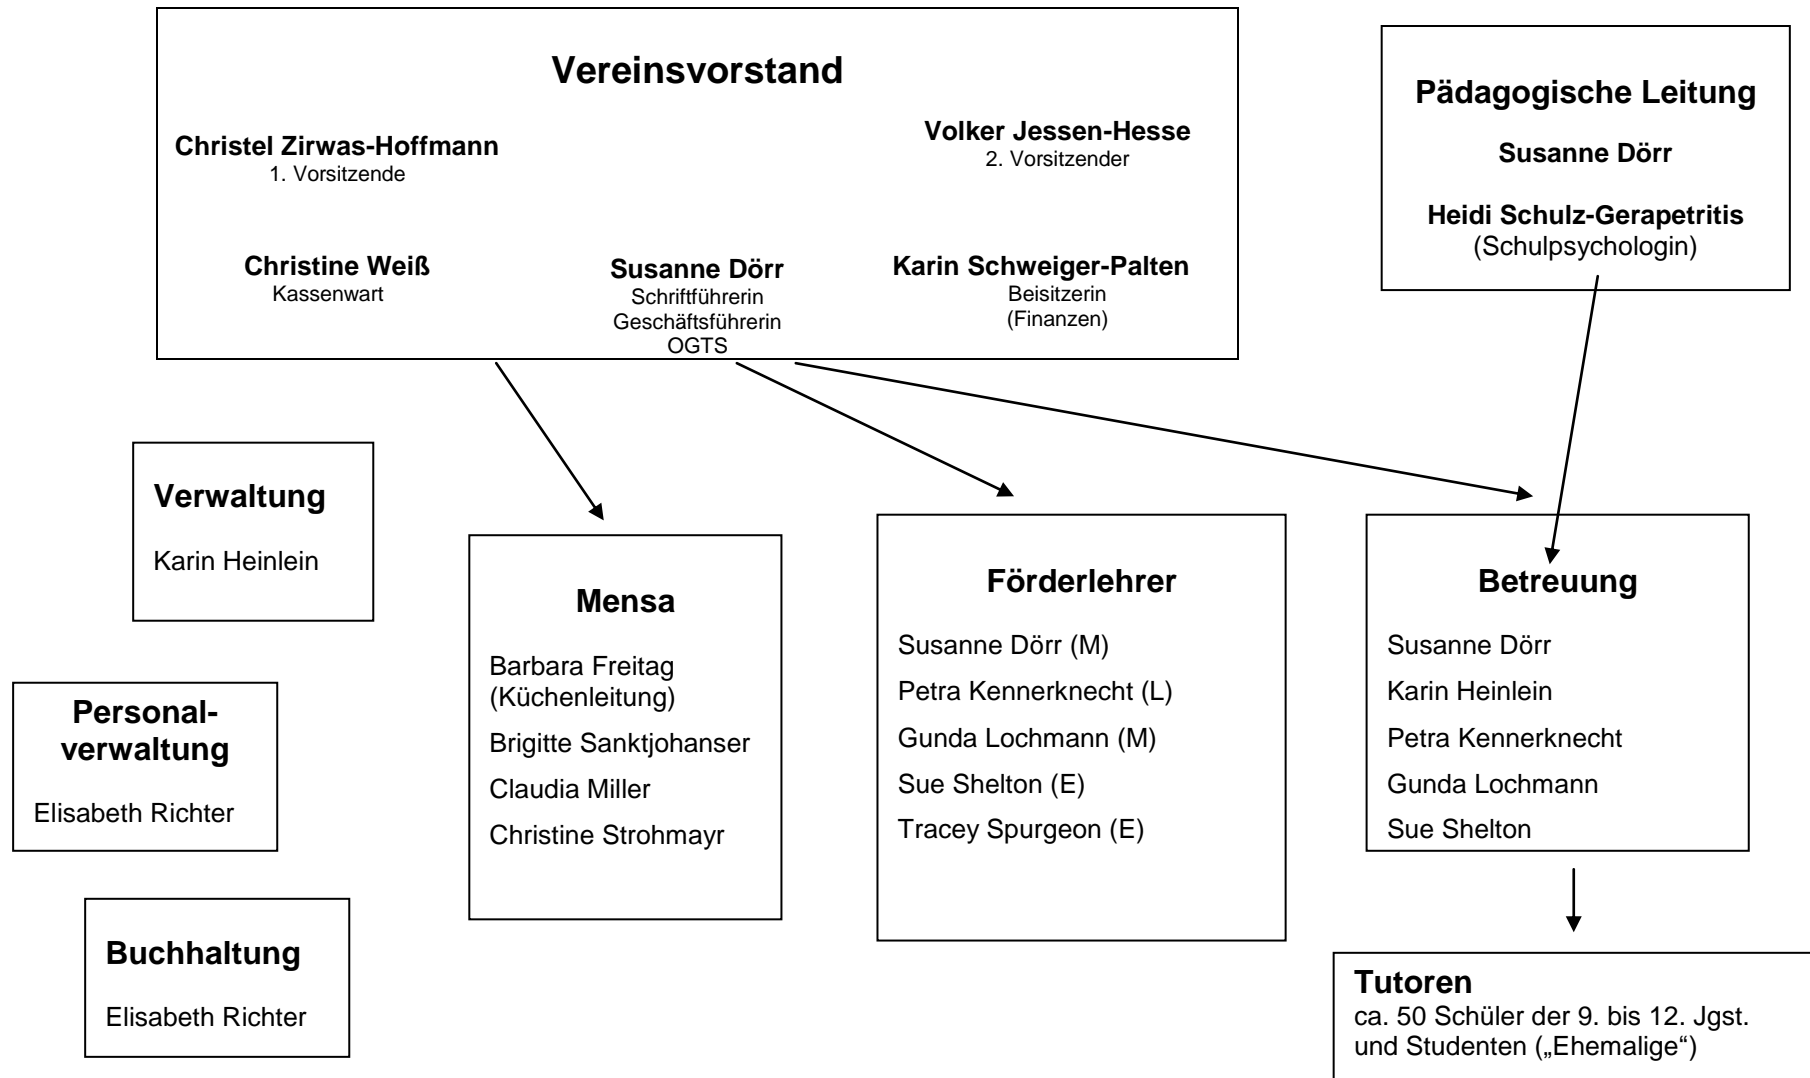 Vereinsvorstand
Christel Zirwas-Hoffmann
1. Vorsitzende
Volker Jessen-Hesse
2. Vorsitzender
Christine Weiß
Kassenwart
Susanne Dörr
Schriftführerin
Geschäftsführerin
OGTS
Karin Schweiger-Palten
Beisitzerin
(Finanzen)
Pädagogische Leitung
Susanne Dörr
Heidi Schulz-Gerapetritis
(Schulpsychologin)
Verwaltung
Karin Heinlein
Personal-
verwaltung
Elisabeth Richter
Buchhaltung
Elisabeth Richter
Mensa
Barbara Freitag
(Küchenleitung)
Brigitte Sanktjohanser
Claudia Miller
Christine Strohmayr
Förderlehrer
Susanne Dörr (M)
Petra Kennerknecht (L)
Gunda Lochmann (M)
Sue Shelton (E)
Tracey Spurgeon (E)
Betreuung
Susanne Dörr
Karin Heinlein
Petra Kennerknecht
Gunda Lochmann
Sue Shelton
Tutoren
ca. 50 Schüler der 9. bis 12. Jgst.
und Studenten („Ehemalige“)